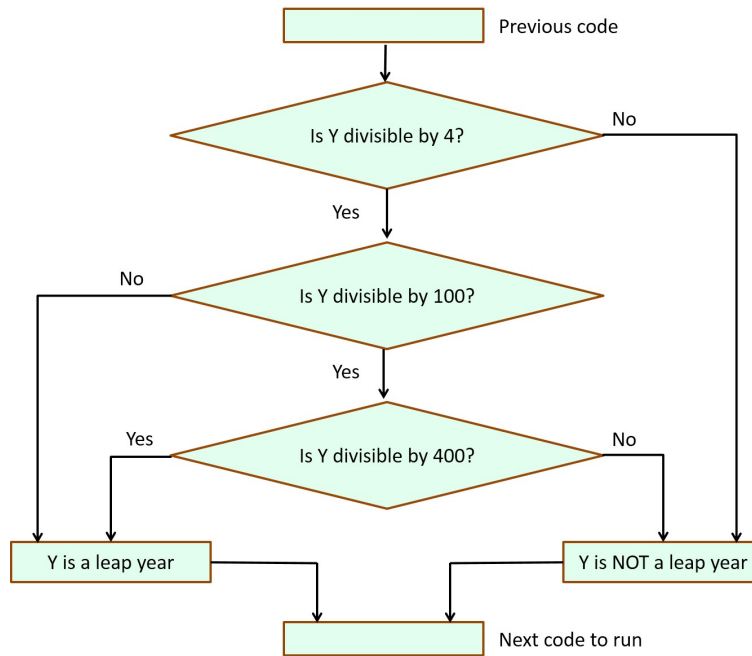 Previous code
Is Y divisible by 4?
No
Yes
No
Is Y divisible by 100?
Yes
Yes
Is Y divisible by 400?
No
Y is a leap year
Y is NOT a leap year
Next code to run